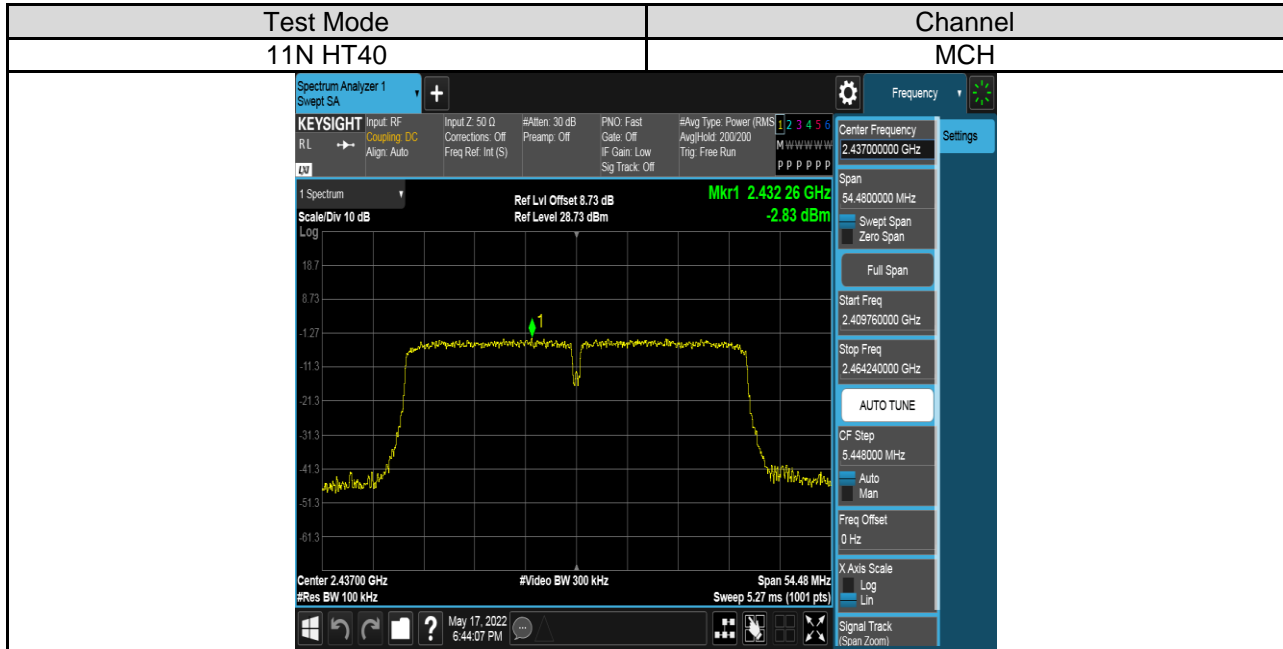 Test Mode Channel
11N HT40 MCH
Spectrum Analyzer 1
Swept SA
+
Frequency
KEYSIGHT Input: RF Input Z: 50 Ω #Atten: 30 dB PNO: Fast #Avg Type: Power (RMS 1 2 3 4 5 6
RL Coupling: DC Corrections: Off Preamp: Off Gate: Off Avg|Hold: 200/200 M W W W W W
Align: Auto Freq Ref: Int (S) IF Gain: Low Trig: Free Run
LXI Sig Track: Off P P P P P P
1 Spectrum Ref Lvl Offset 8.73 dB Mkr1 2.432 26 GHz
Scale/Div 10 dB Ref Level 28.73 dBm -2.83 dBm
Log
18.7
8.73
1
-1.27
-11.3
-21.3
-31.3
-41.3
-51.3
-61.3
Center 2.43700 GHz #Video BW 300 kHz Span 54.48 MHz
#Res BW 100 kHz Sweep 5.27 ms (1001 pts)
?
May 17, 2022
6:44:07 PM
Center Frequency
2.437000000 GHz
Settings
Span
54.4800000 MHz
Swept Span
Zero Span
Full Span
Start Freq
2.409760000 GHz
Stop Freq
2.464240000 GHz
AUTO TUNE
CF Step
5.448000 MHz
Auto
Man
Freq Offset
0 Hz
X Axis Scale
Log
Lin
Signal Track
(Span Zoom)